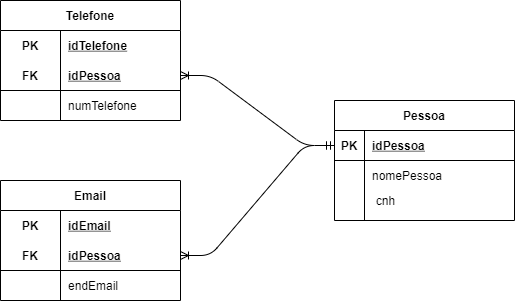 Telefone
PK idTelefone
FK idPessoa
numTelefone
Pessoa
PK idPessoa
nomePessoa
cnh
Email
PK idEmail
FK idPessoa
endEmail